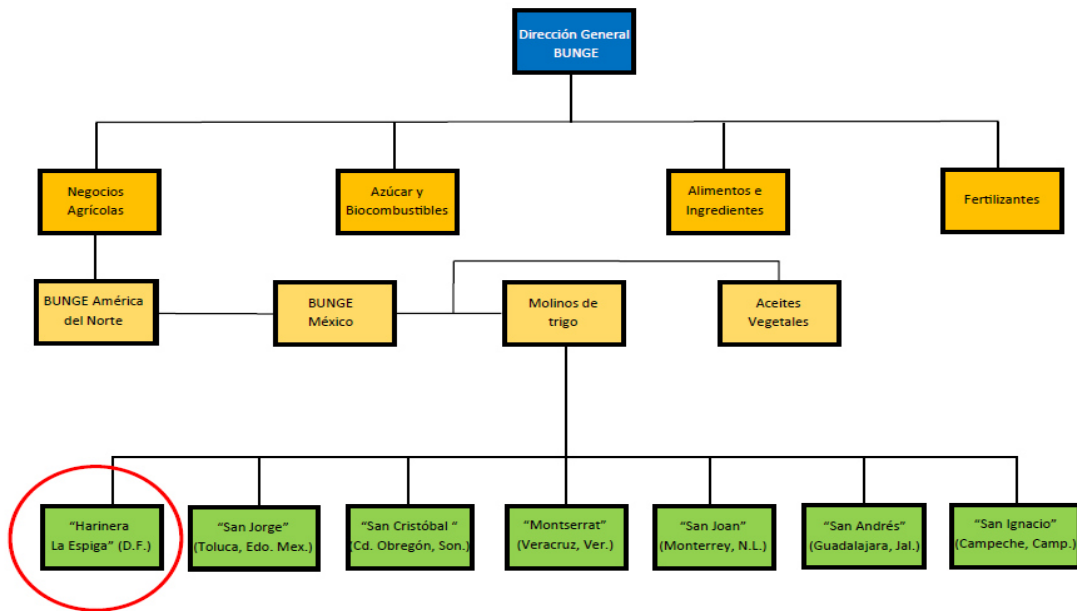 Dirección General
BUNGE
Negocios
Agrícolas
Azúcar y
Biocombustibles
Alimentos e
Ingredientes
Fertilizantes
BUNGE América
del Norte
BUNGE
México
Molinos de
trigo
Aceites
Vegetales
“Harinera
La Espiga” (D.F.)
“San Jorge”
(Toluca, Edo. Mex.)
“San Cristóbal “
(Cd. Obregón, Son.)
“Montserrat”
(Veracruz, Ver.)
“San Joan”
(Monterrey, N.L.)
“San Andrés”
(Guadalajara, Jal.)
“San Ignacio”
(Campeche, Camp.)